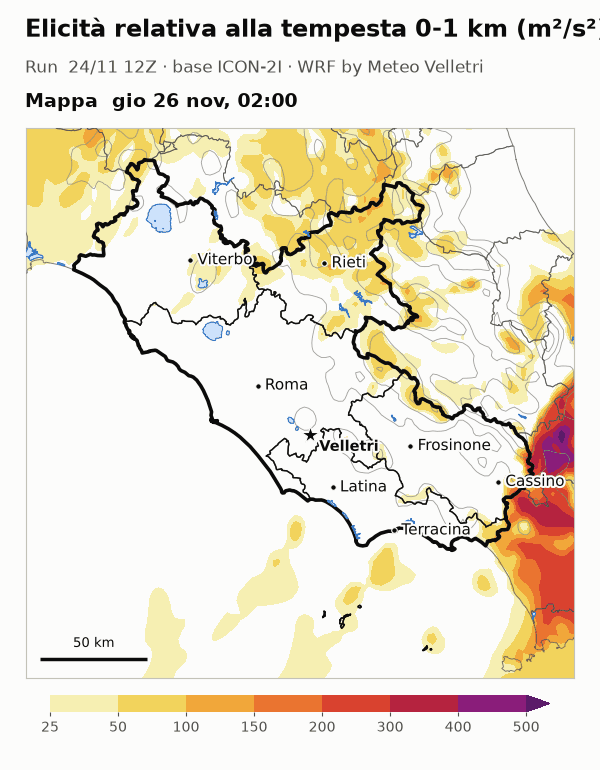 Elicità relativa alla tempesta 0-1 km (m²/s²)
Run  24/11 12Z · base ICON-2I · WRF by Meteo Velletri
Mappa  gio 26 nov, 02:00
Viterbo
Rieti
Roma
Velletri
Frosinone
Cassino
Latina
Terracina
50 km
25 50 100 150 200 300 400 500